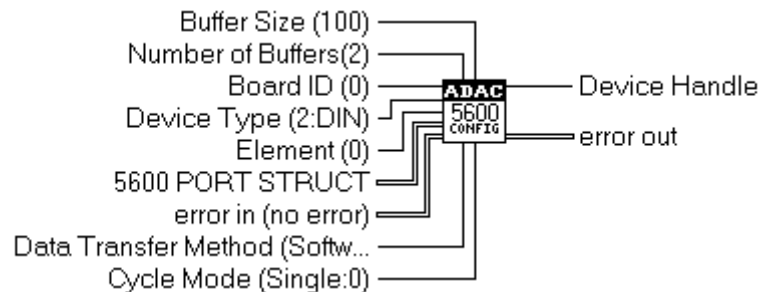 Buffer Size (100)
Number of Buffers(2)
Board ID (0)
Device Type (2:DIN)
Element (0)
5600 PORT STRUCT
error in (no error)
Data Transfer Method (Softw...
Cycle Mode (Single:0)
ADAC
5600
CONFIG
Device Handle
error out